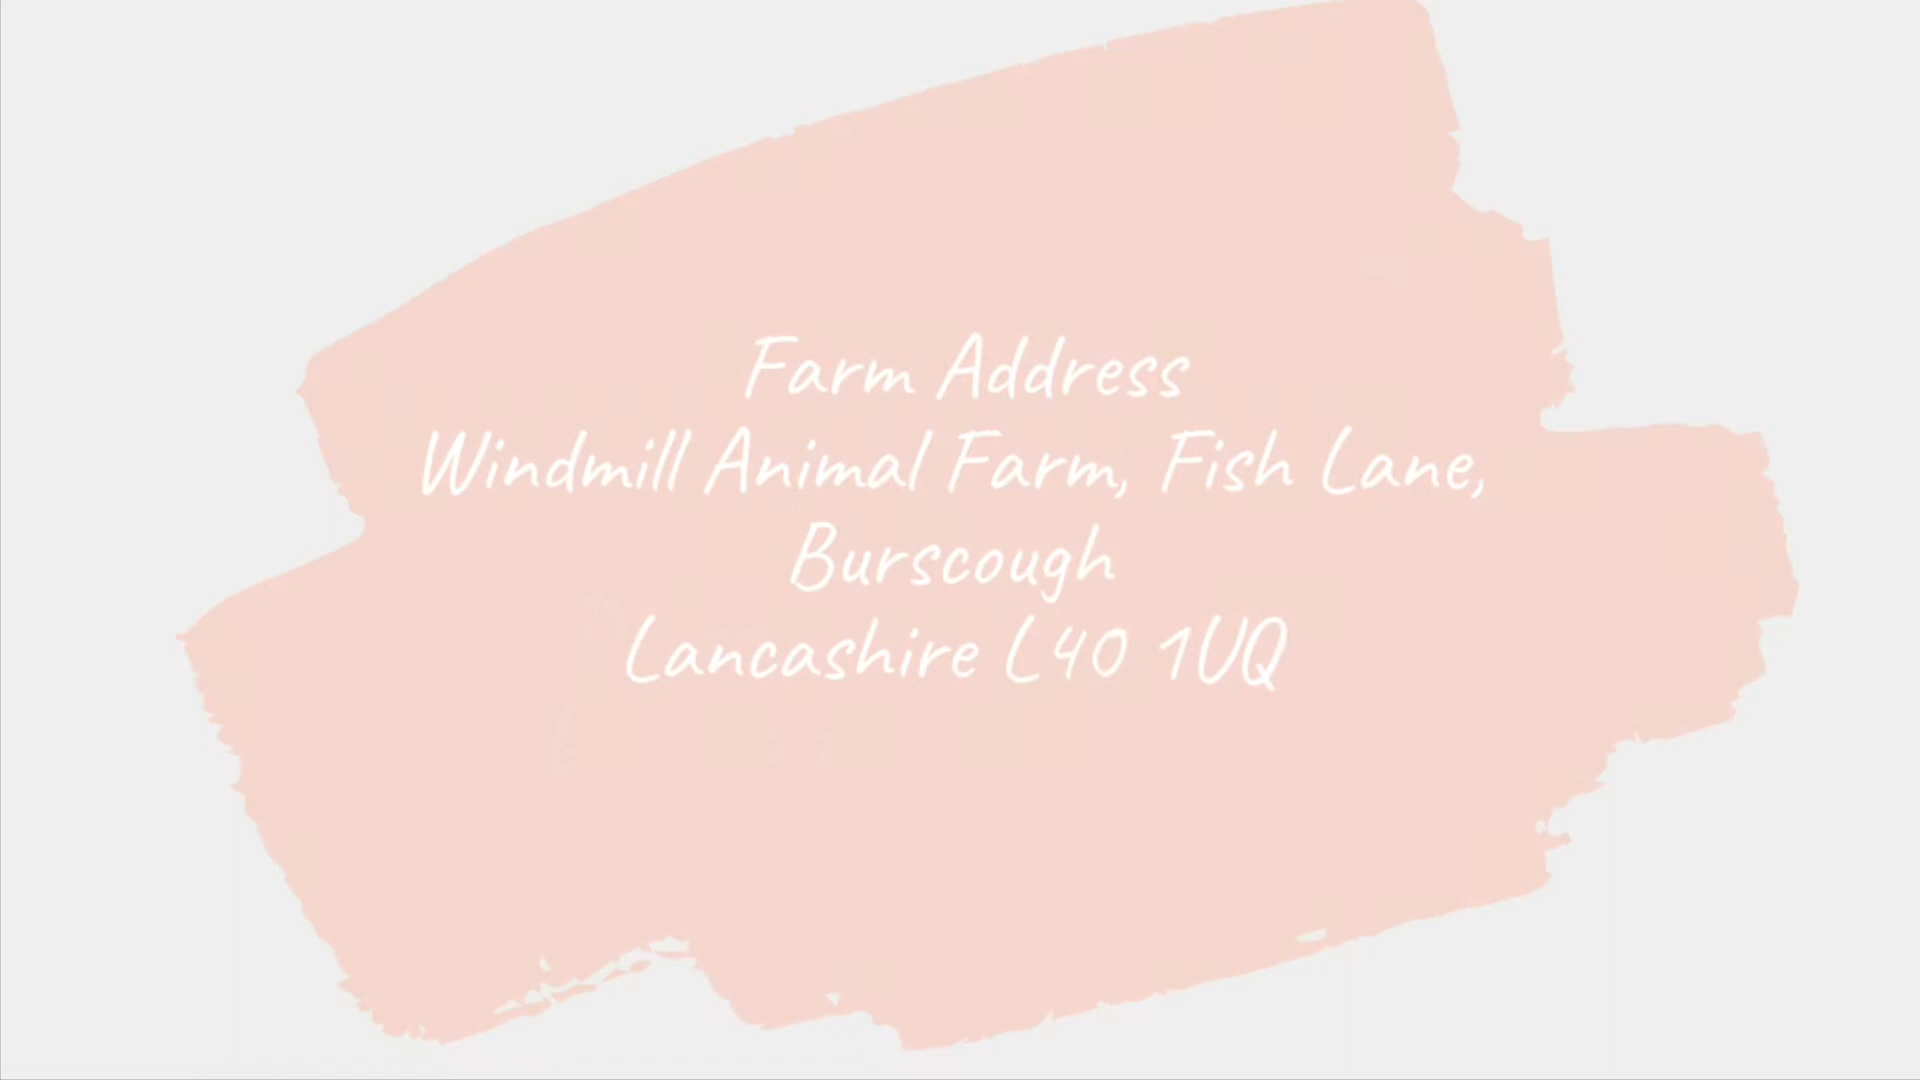 Farm Address
Windmill Animal Farm, Fish Lane,
Burscough
Lancashire L40 1UQ